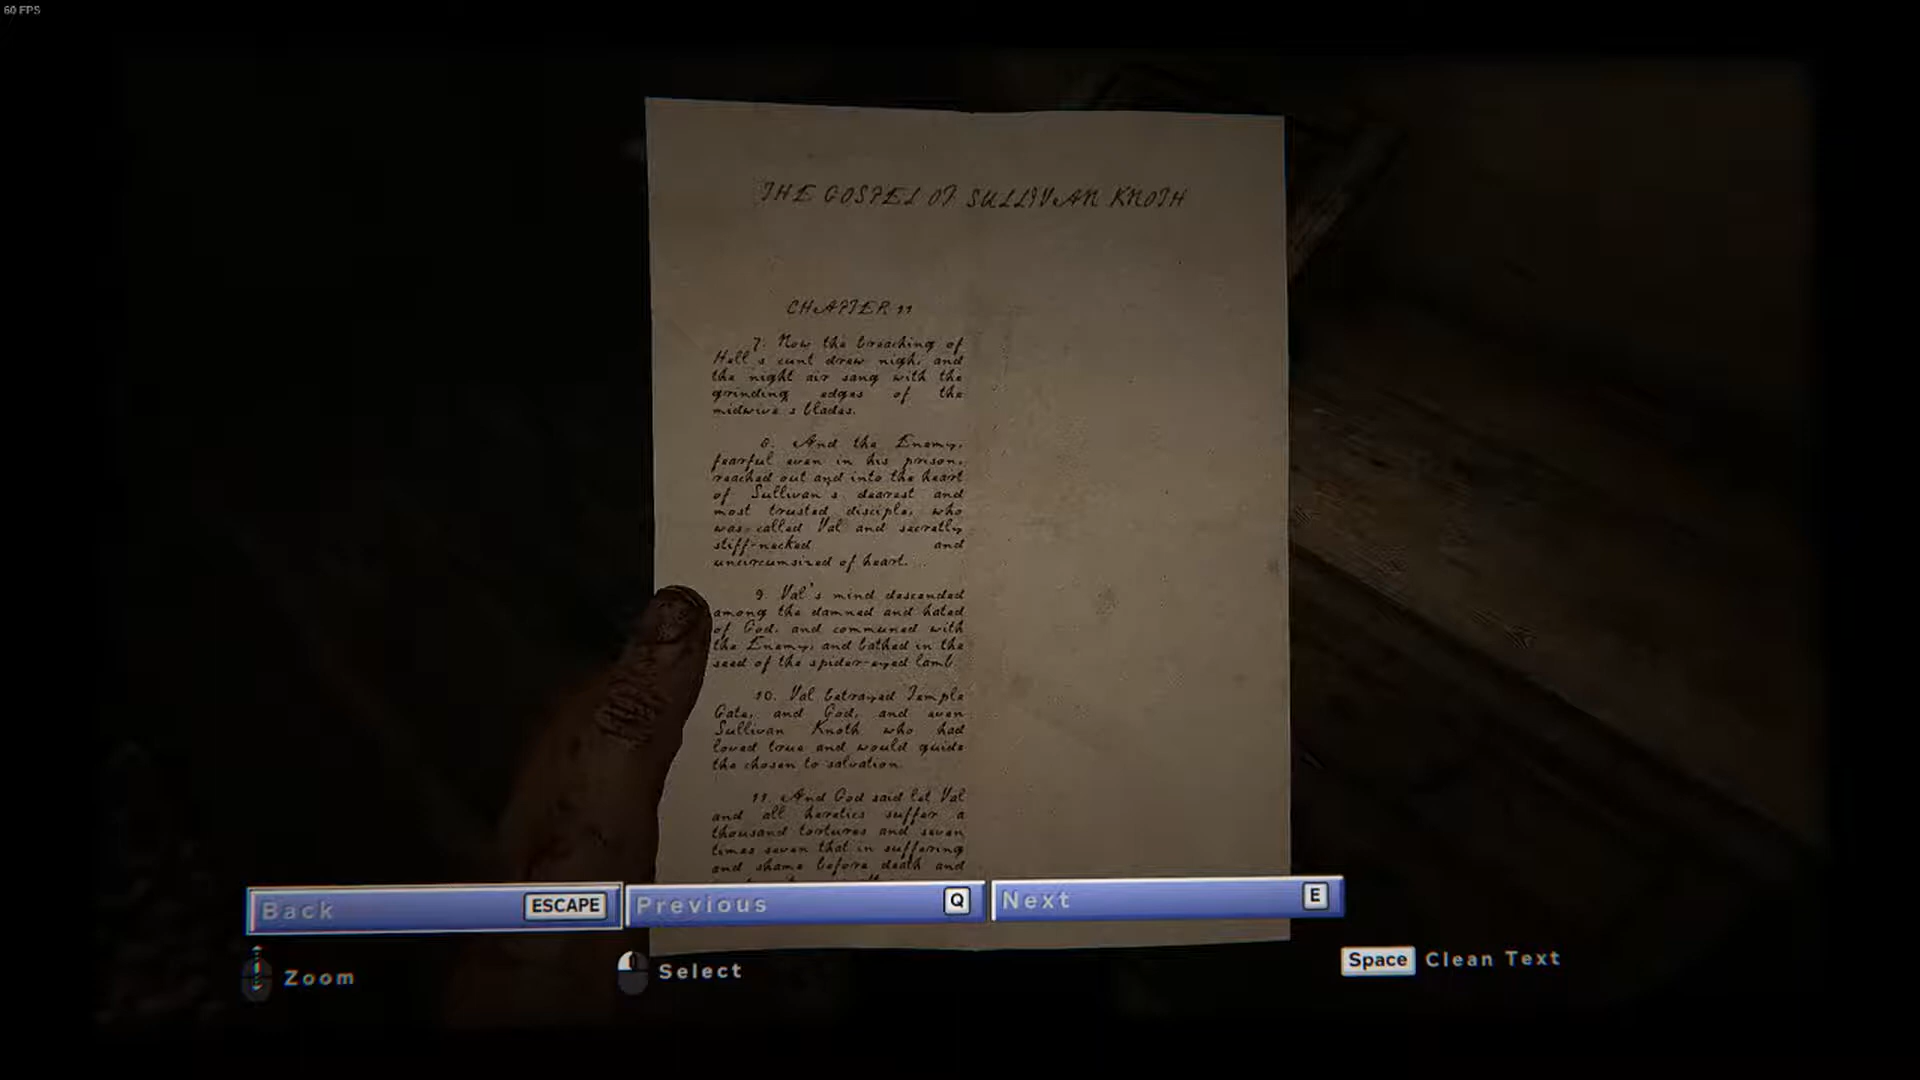 60 FPS
THE GOSPEL OF SULLIVAN KNOTH
CHAPTER 11
7. Now the breaching of
Hell's cunt drew nigh, and
the night air sang with the
grinding edges of the
midwive's blades.
8. And the Enemy,
fearful even in his prison,
reached out and into the heart
of Sullivan's dearest and
most trusted disciple, who
was called Val and secretly
stiff-necked and
uncircumsized of heart.
9. Val's mind descended
among the damned and hated
of God, and communed with
the Enemy, and bathed in the
seed of the spider-eyed lamb.
10. Val betrayed Temple
Gate, and God, and even
Sullivan Knoth who had
loved true and would guide
the chosen to salvation.
11. And God said let Val
and all heretics suffer a
thousand tortures and seven
times seven that in suffering
and shame before death and
Back ESCAPE
Previous Q
Next E
Zoom
Select
Space Clean Text